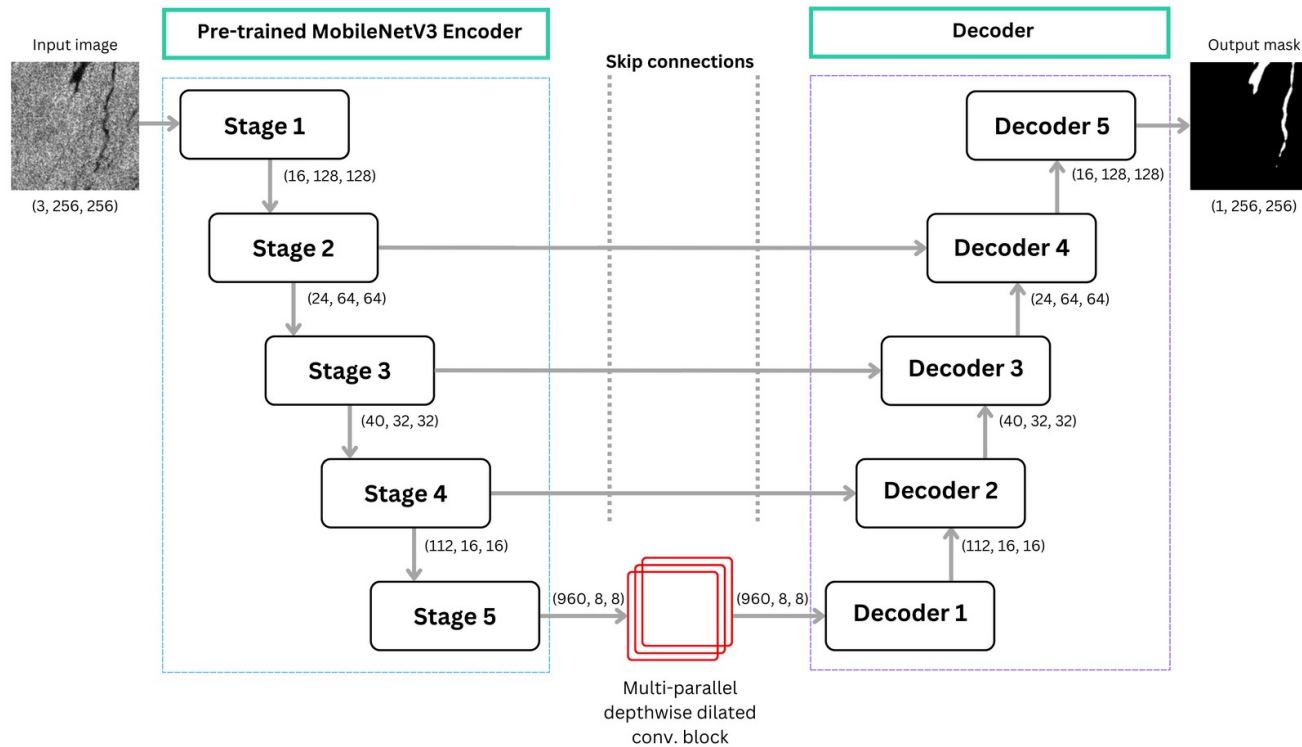 Pre-trained MobileNetV3 Encoder
Decoder
Input image
Skip connections
Output mask
Stage 1
Decoder 5
(16, 128, 128)
(16, 128, 128)
(3, 256, 256)
(1, 256, 256)
Stage 2
Decoder 4
(24, 64, 64)
(24, 64, 64)
Stage 3
Decoder 3
(40, 32, 32)
(40, 32, 32)
Stage 4
Decoder 2
(112, 16, 16)
(112, 16, 16)
Stage 5
(960, 8, 8)
(960, 8, 8)
Decoder 1
Multi-parallel
depthwise dilated
conv. block